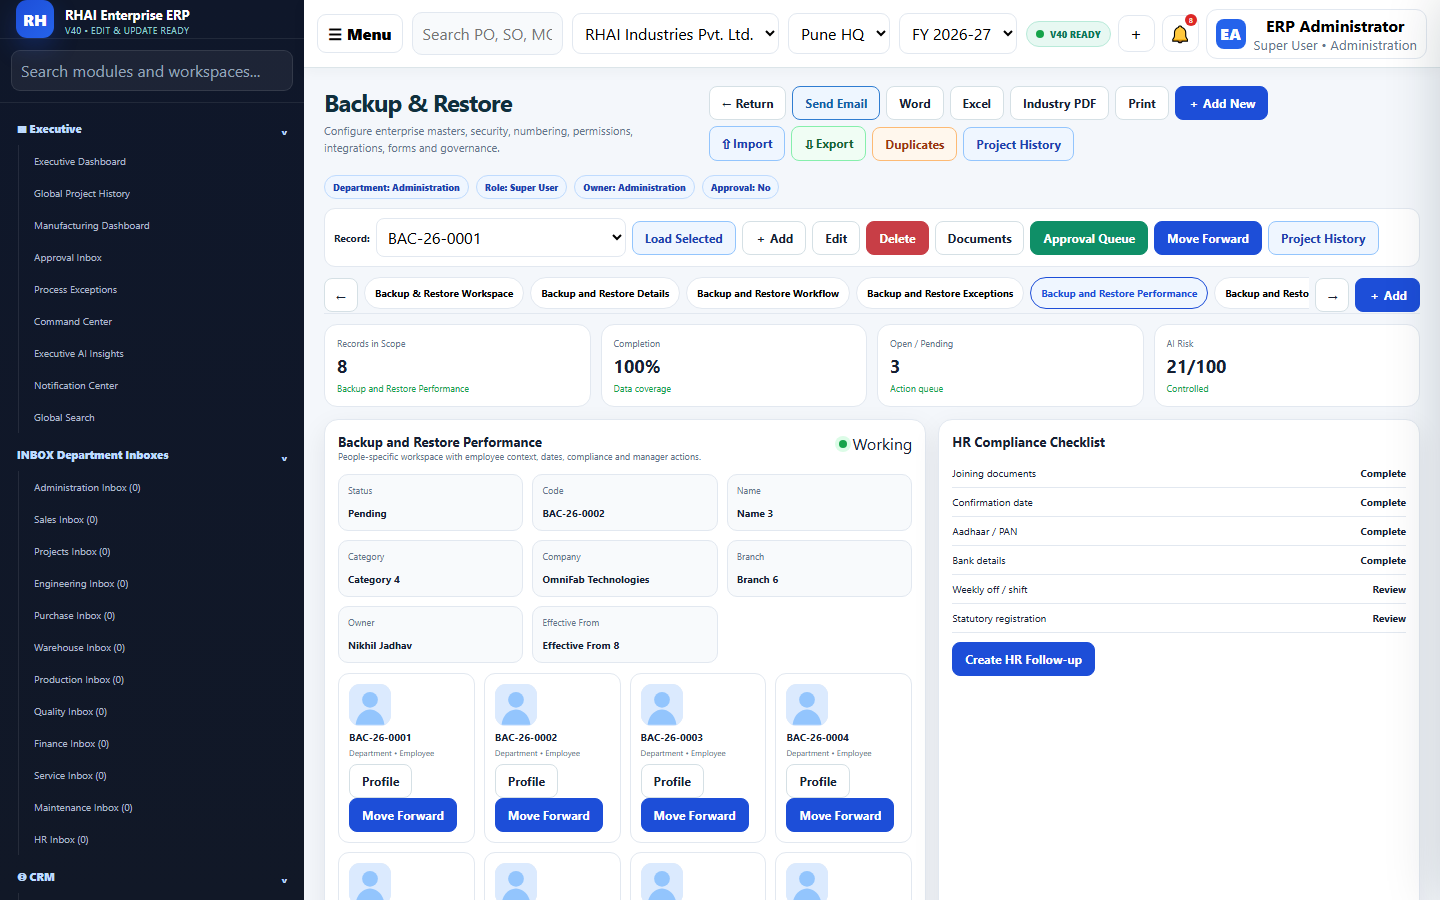 RH
RHAI Enterprise ERP
V40 • EDIT & UPDATE READY
Search modules and workspaces...
Executive
Executive Dashboard
Global Project History
Manufacturing Dashboard
Approval Inbox
Process Exceptions
Command Center
Executive AI Insights
Notification Center
Global Search
INBOX Department Inboxes
Administration Inbox (0)
Sales Inbox (0)
Projects Inbox (0)
Engineering Inbox (0)
Purchase Inbox (0)
Warehouse Inbox (0)
Production Inbox (0)
Quality Inbox (0)
Finance Inbox (0)
Service Inbox (0)
Maintenance Inbox (0)
HR Inbox (0)
CRM
☰ Menu
Search PO, SO, MO
RHAI Industries Pvt. Ltd.
Pune HQ
FY 2026-27
V40 READY
+
8
EA
ERP Administrator
Super User • Administration
Backup & Restore
Configure enterprise masters, security, numbering, permissions,
integrations, forms and governance.
← Return
Send Email
Word
Excel
Industry PDF
Print
+ Add New
⇧ Import
⇩ Export
Duplicates
Project History
Department: Administration
Role: Super User
Owner: Administration
Approval: No
Record:
BAC-26-0001
Load Selected
+ Add
Edit
Delete
Documents
Approval Queue
Move Forward
Project History
←
Backup & Restore Workspace
Backup and Restore Details
Backup and Restore Workflow
Backup and Restore Exceptions
Backup and Restore Performance
Backup and Resto
→
+ Add
Records in Scope
8
Backup and Restore Performance
Completion
100%
Data coverage
Open / Pending
3
Action queue
AI Risk
21/100
Controlled
Backup and Restore Performance
People-specific workspace with employee context, dates, compliance and manager actions.
Working
Status
Pending
Code
BAC-26-0002
Name
Name 3
Category
Category 4
Company
OmniFab Technologies
Branch
Branch 6
Owner
Nikhil Jadhav
Effective From
Effective From 8
BAC-26-0001
Department • Employee
Profile
Move Forward
BAC-26-0002
Department • Employee
Profile
Move Forward
BAC-26-0003
Department • Employee
Profile
Move Forward
BAC-26-0004
Department • Employee
Profile
Move Forward
HR Compliance Checklist
Joining documents Complete
Confirmation date Complete
Aadhaar / PAN Complete
Bank details Complete
Weekly off / shift Review
Statutory registration Review
Create HR Follow-up